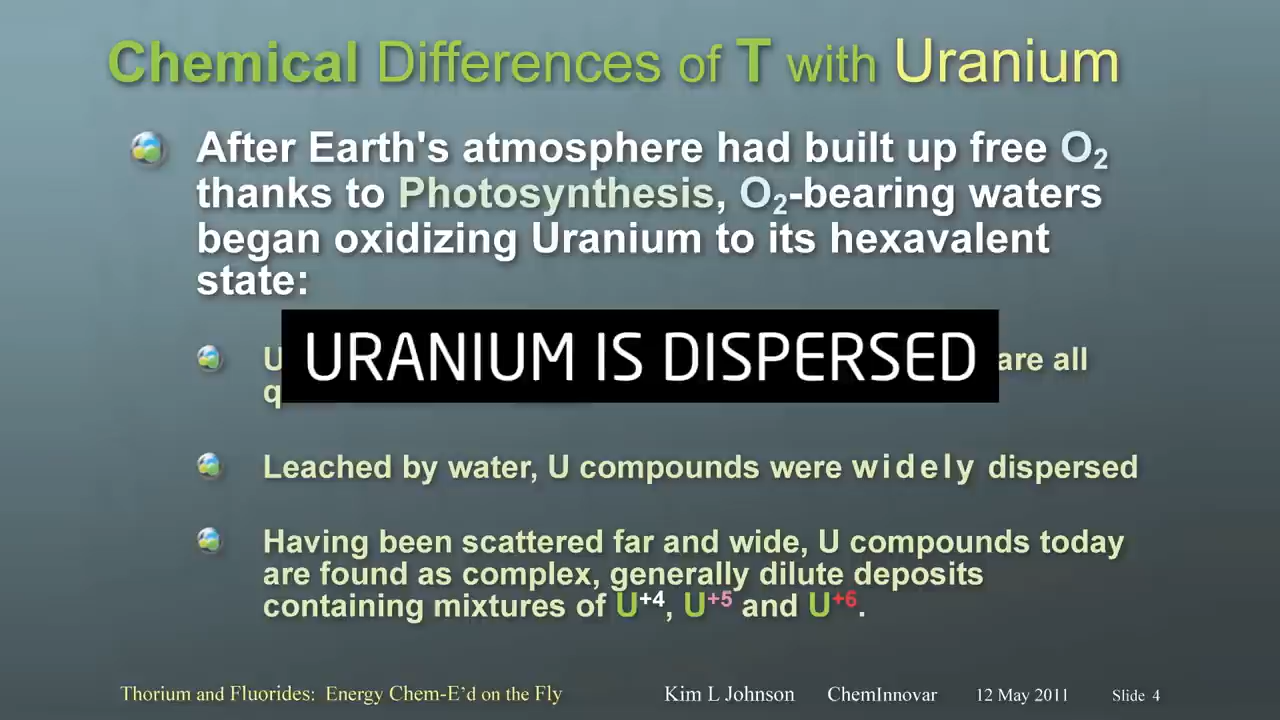 Chemical Differences of T with Uranium
After Earth's atmosphere had built up free O₂
thanks to Photosynthesis, O₂-bearing waters
began oxidizing Uranium to its hexavalent
state:
URANIUM IS DISPERSED
are all
Leached by water, U compounds were widely dispersed
Having been scattered far and wide, U compounds today
are found as complex, generally dilute deposits
containing mixtures of U⁺⁴, U⁺⁵ and U⁺⁶.
Thorium and Fluorides: Energy Chem-E'd on the Fly Kim L Johnson ChemInnovar 12 May 2011 Slide 4